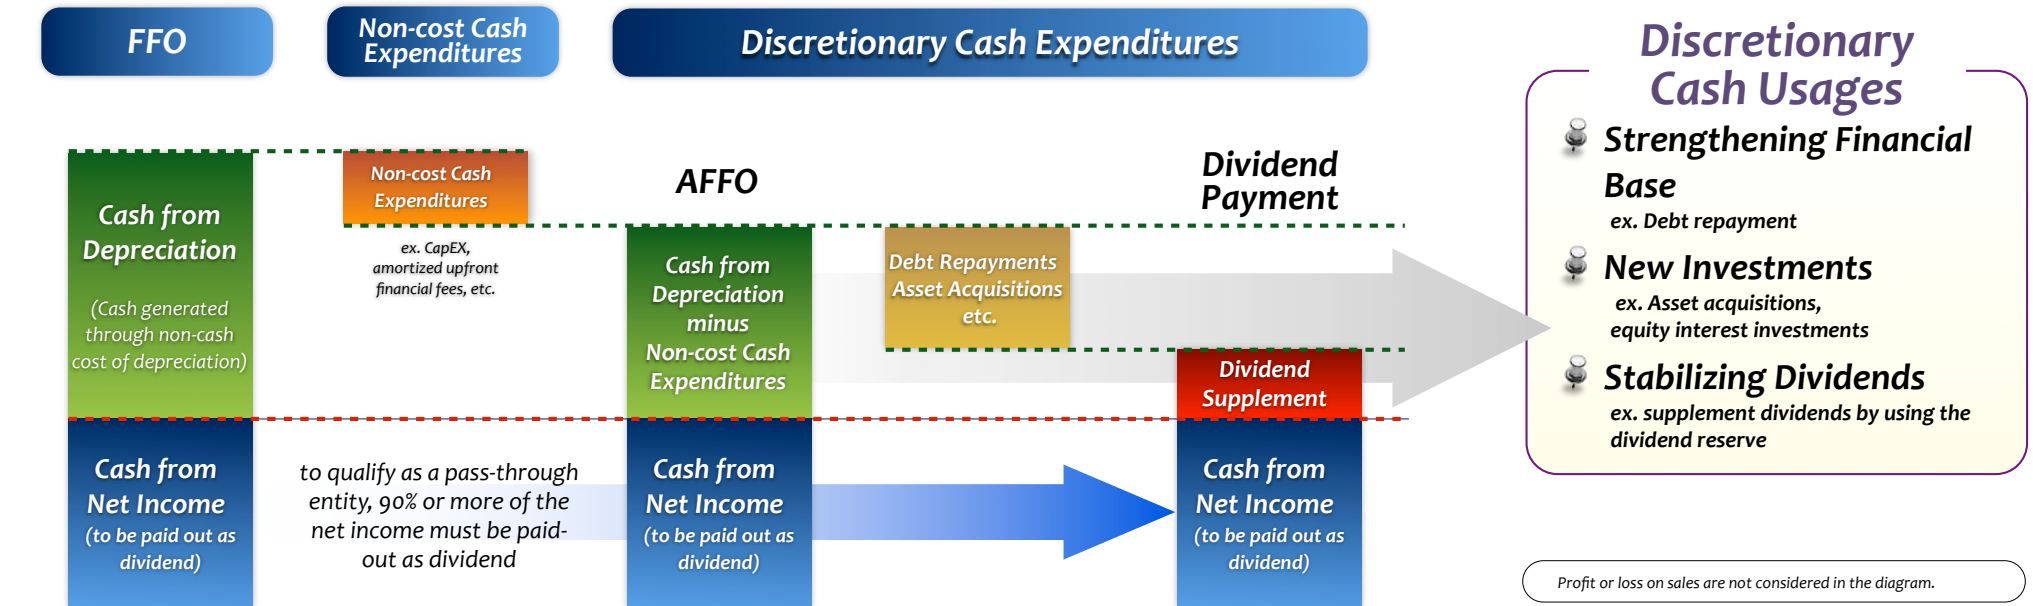 FFO
Non-cost Cash
Expenditures
Discretionary Cash Expenditures
Discretionary
Cash Usages
Strengthening Financial
Base
ex. Debt repayment
New Investments
ex. Asset acquisitions,
equity interest investments
Stabilizing Dividends
ex. supplement dividends by using the
dividend reserve
Cash from
Depreciation
(Cash generated
through non-cash
cost of depreciation)
Non-cost Cash
Expenditures
ex. CapEX,
amortized upfront
financial fees, etc.
AFFO
Cash from
Depreciation
minus
Non-cost Cash
Expenditures
Debt Repayments
Asset Acquisitions
etc.
Dividend
Payment
Dividend
Supplement
Cash from
Net Income
(to be paid out as
dividend)
to qualify as a pass-through
entity, 90% or more of the
net income must be paid-
out as dividend
Cash from
Net Income
(to be paid out as
dividend)
Cash from
Net Income
(to be paid out as
dividend)
Profit or loss on sales are not considered in the diagram.